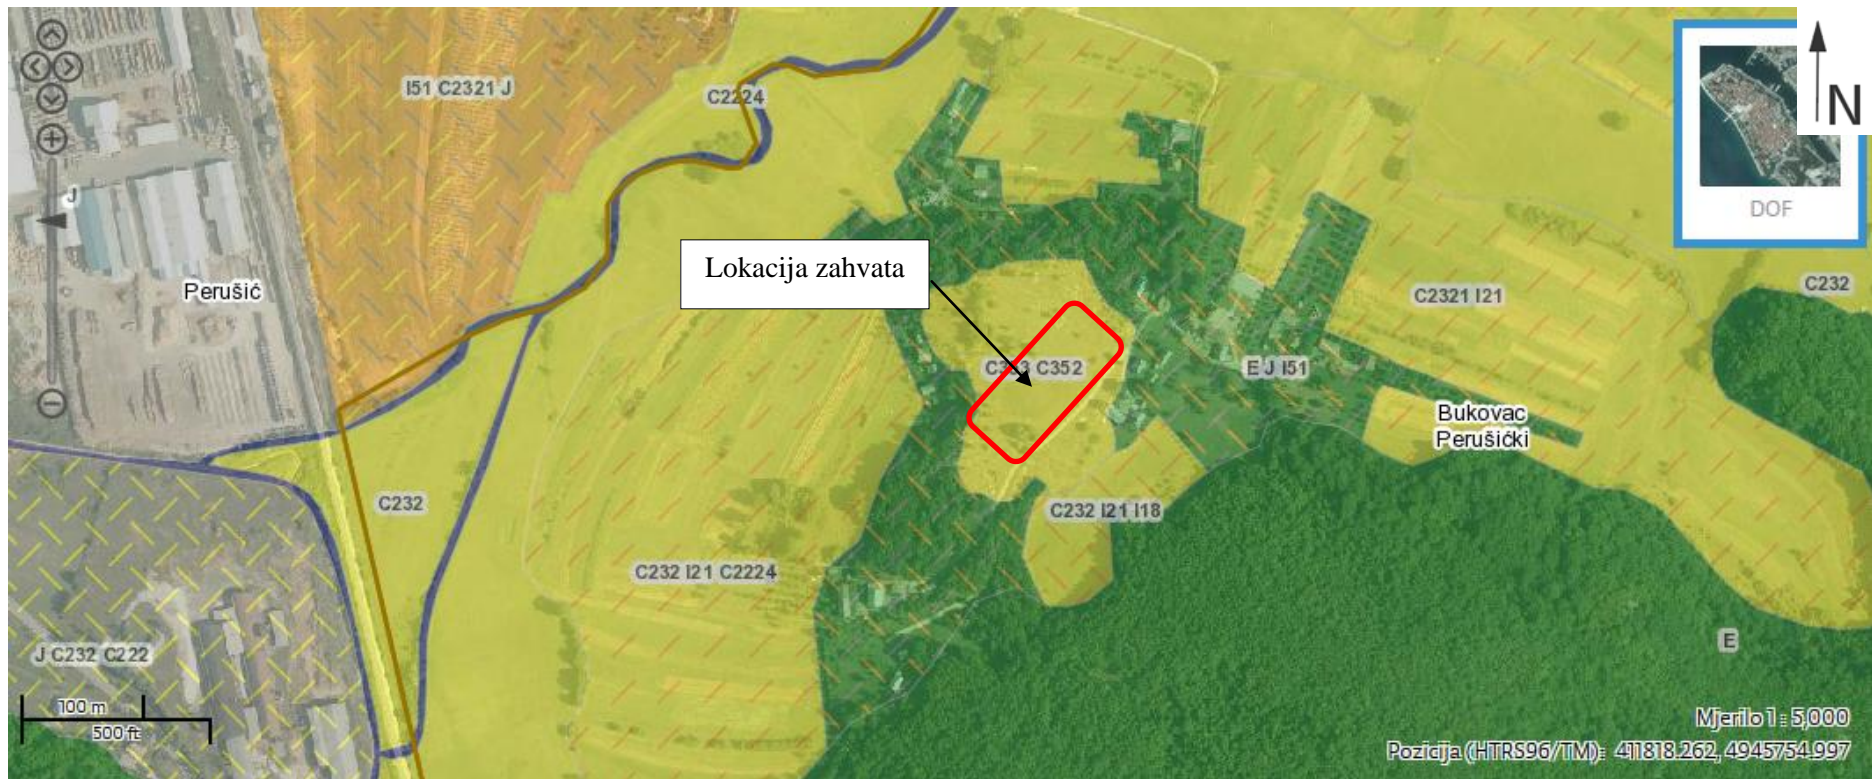 I51 C2321 J
C2224
N
DOF
J
Perušić
Lokacija zahvata
C2321 I21
C232
C352
E J I51
Bukovac
Perušićki
C232
C232 I21 I18
C232 I21 C2224
J C232 C222
E
100 m
500 ft
Mjerilo 1 : 5,000
Pozicija (HTRS96/TM): 411818.262, 4945754.997